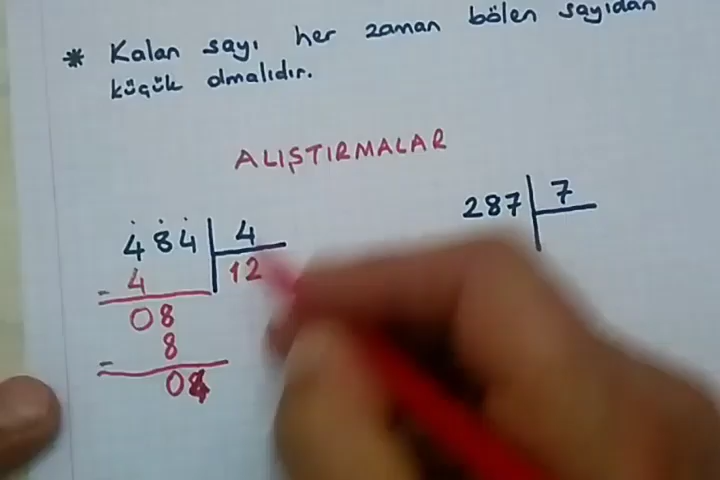 * Kalan sayı her zaman bölen sayıdan
küçük olmalıdır.
ALIŞTIRMALAR
484 4
- 4 12
08
- 8
04
287 7